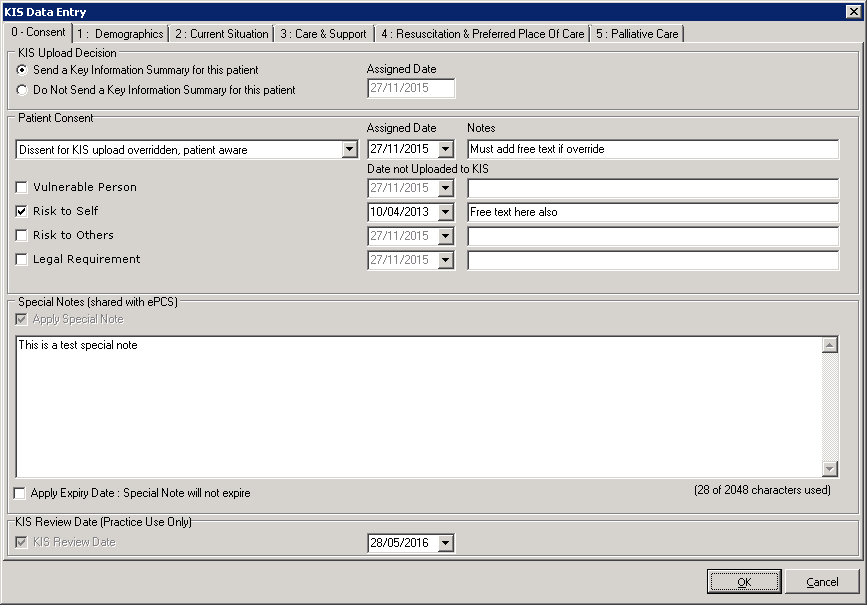 KIS Data Entry
0 - Consent 1 : Demographics 2 : Current Situation 3 : Care & Support 4 : Resuscitation & Preferred Place Of Care 5 : Palliative Care
KIS Upload Decision
Send a Key Information Summary for this patient
Assigned Date
Do Not Send a Key Information Summary for this patient
27/11/2015
Patient Consent
Assigned Date Notes
Dissent for KIS upload overridden, patient aware 27/11/2015 Must add free text if override
Date not Uploaded to KIS
Vulnerable Person 27/11/2015
Risk to Self 10/04/2013 Free text here also
Risk to Others 27/11/2015
Legal Requirement 27/11/2015
Special Notes (shared with ePCS)
Apply Special Note
This is a test special note
Apply Expiry Date : Special Note will not expire (28 of 2048 characters used)
KIS Review Date (Practice Use Only)
KIS Review Date 28/05/2016
OK Cancel